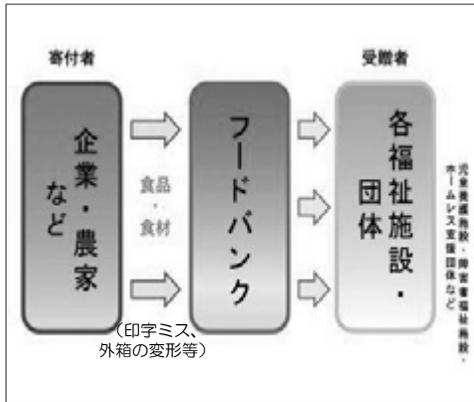 寄付者
企業・農家
など
食品
・
食材
(印字ミス、
外箱の変形等)
フードバンク
受贈者
各福祉施設・
団体
児童養護施設・障害者福祉施設・
ホームレス支援団体など